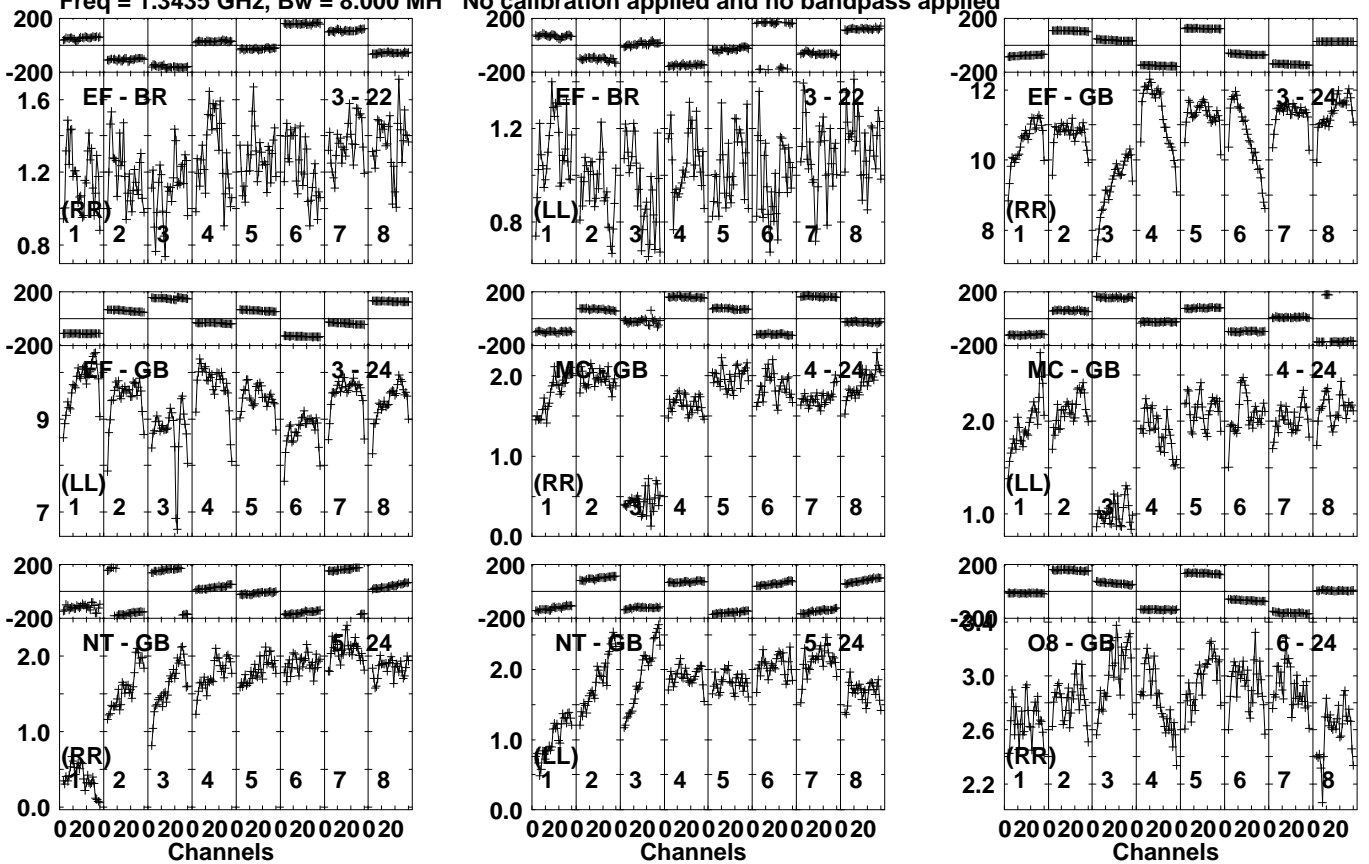 Freq = 1.3435 GHz, Bw = 8.000 MH No calibration applied and no bandpass applied
200 200 200
-200 -200 -200
EF - BR 3 - 22 EF - BR 3 - 22 EF - GB 3 - 24
1.6 12
1.2 1.2 10
(RR) (LL) (RR)
0.8 0.8 8
1 2 3 4 5 6 7 8 1 2 3 4 5 6 7 8 1 2 3 4 5 6 7 8
200 200 200
-200 -200 -200
EF - GB 3 - 24 MC - GB 4 - 24 MC - GB 4 - 24
9 2.0 2.0
1.0
(LL) (RR) (LL)
7 0.0 1.0
1 2 3 4 5 6 7 8 1 2 3 4 5 6 7 8 1 2 3 4 5 6 7 8
200 200 200
-200 -200 -200
3.4
NT - GB 5 - 24 NT - GB 5 - 24 O8 - GB 6 - 24
2.0 2.0 3.0
1.0 1.0 2.6
(RR) (LL) (RR)
1 2 3 4 5 6 7 8 1 2 3 4 5 6 7 8 1 2 3 4 5 6 7 8
0.0 0.0 2.2
0 20 0 20 0 20 0 20 0 20 0 20 0 20 0 20 0 20 0 20 0 20 0 20 0 20 0 20 0 20 0 20 0 20 0 20 0 20 0 20 0 20 0 20 0 20 0 20
Channels Channels Channels